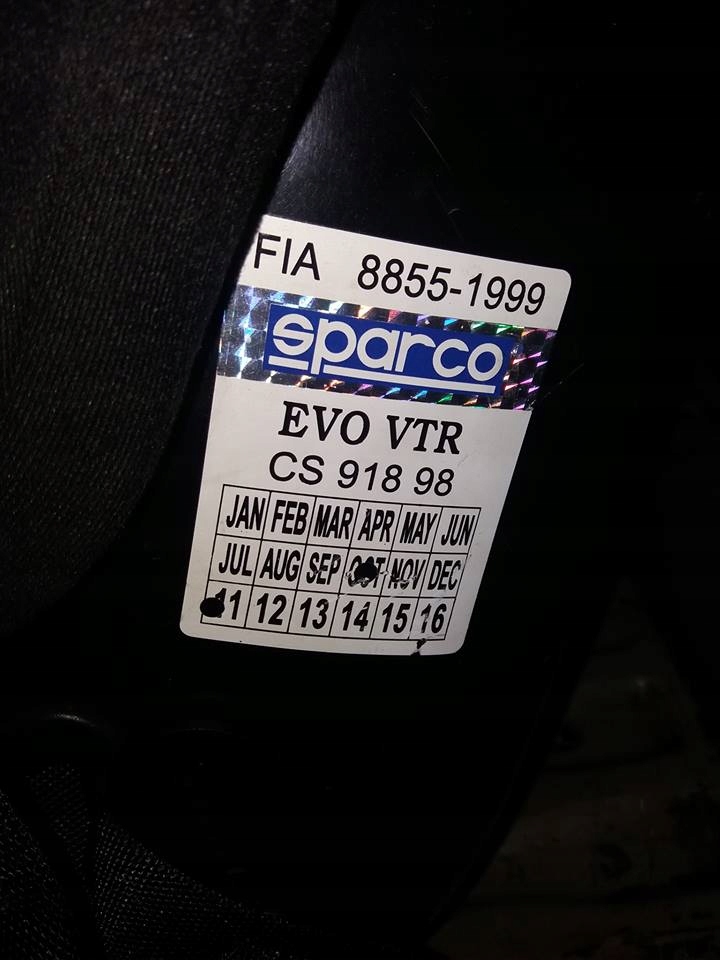 FIA 8855-1999
sparco
EVO VTR
CS 918 98
JAN FEB MAR APR MAY JUN
JUL AUG SEP OCT NOV DEC
11 12 13 14 15 16